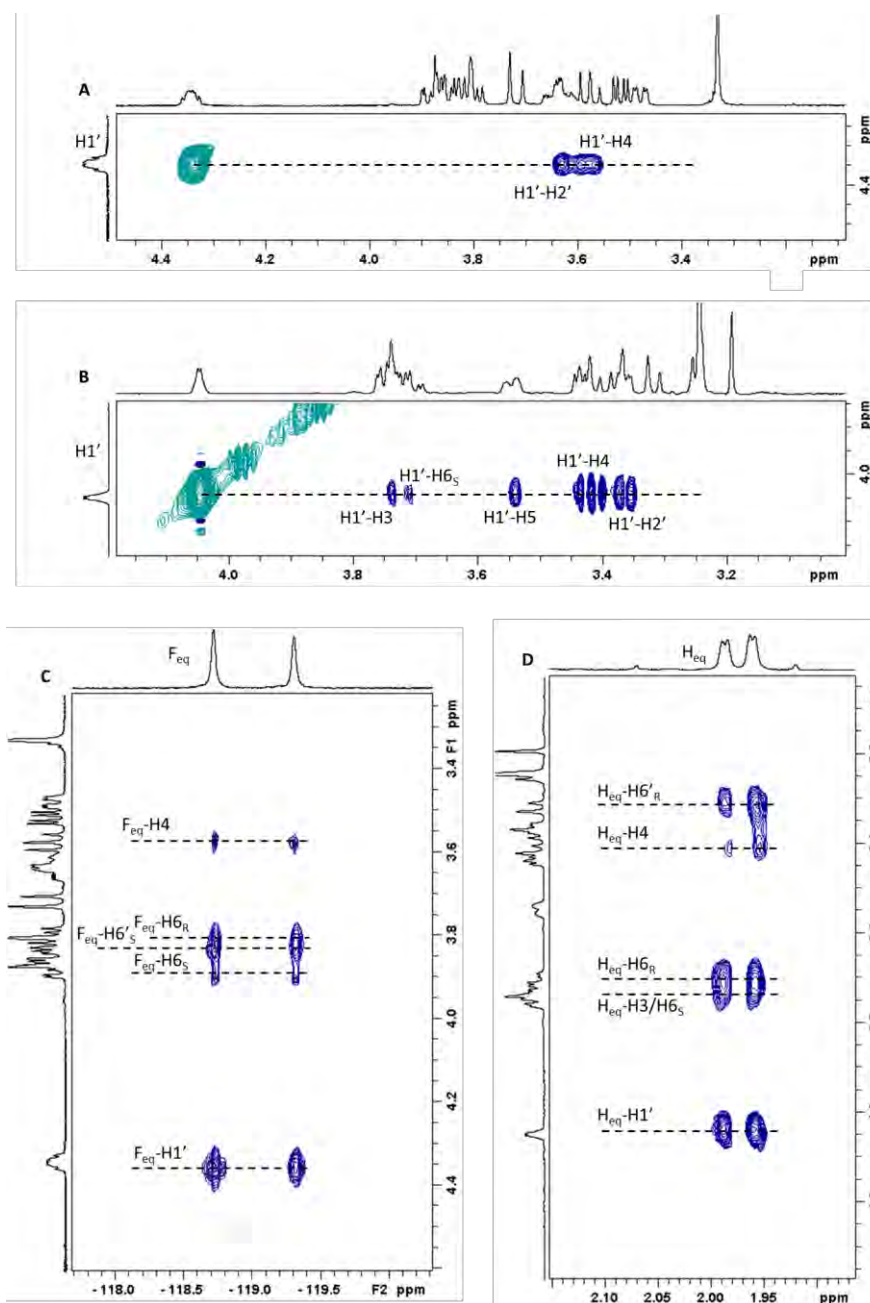 A
H1'
H1'-H4
H1'-H2'
ppm
4.4
4.4
4.2
4.0
3.8
3.6
3.4
ppm
B
H1'
H1'-H6S
H1'-H3
H1'-H5
H1'-H4
H1'-H2'
ppm
4.0
4.0
3.8
3.6
3.4
3.2
ppm
C
Feq
Feq-H4
Feq-H6R
Feq-H6'S
Feq-H6S
Feq-H1'
F1 ppm
3.4
3.6
3.8
4.0
4.2
4.4
-118.0
-118.5
-119.0
-119.5
F2 ppm
D
Heq
Heq-H6'R
Heq-H4
Heq-H6R
Heq-H3/H6S
Heq-H1'
2.10
2.05
2.00
1.95
ppm